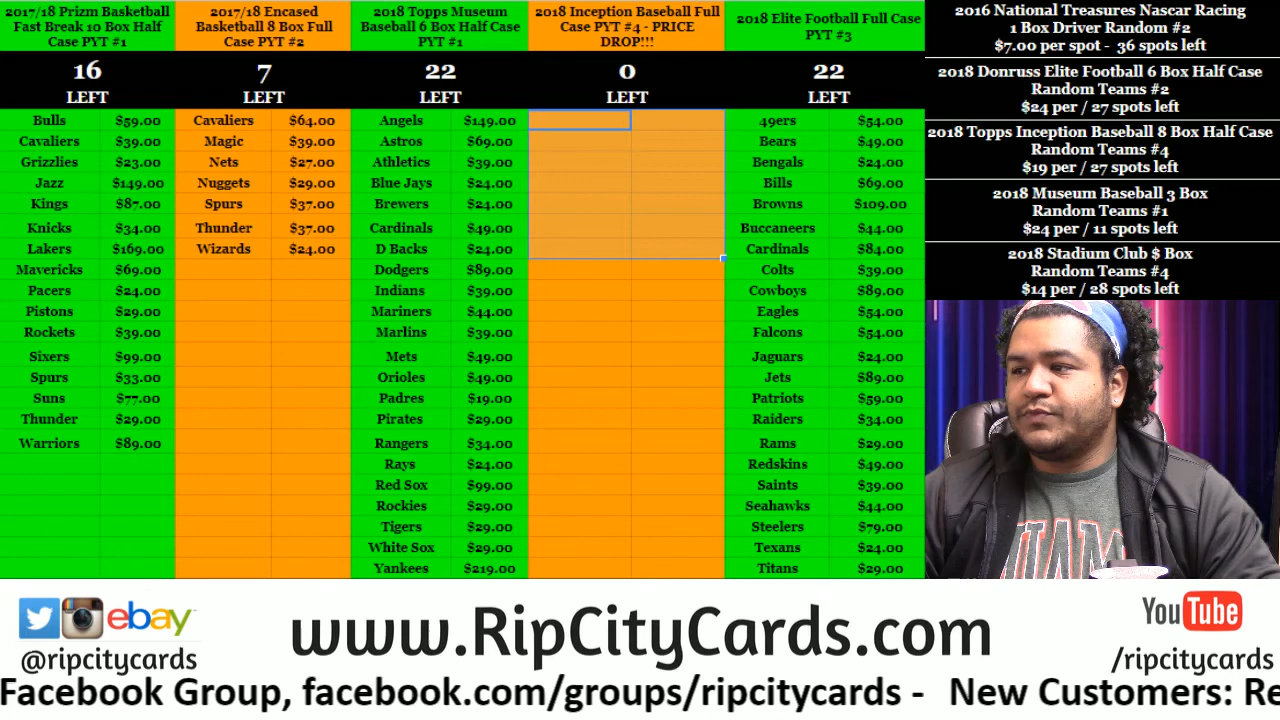 2017/18 Prizm Basketball
Fast Break 10 Box Half
Case PYT #1
16
LEFT
Bulls $59.00
Cavaliers $39.00
Grizzlies $23.00
Jazz $149.00
Kings $87.00
Knicks $34.00
Lakers $169.00
Mavericks $69.00
Pacers $24.00
Pistons $29.00
Rockets $39.00
Sixers $99.00
Spurs $33.00
Suns $77.00
Thunder $29.00
Warriors $89.00
2017/18 Encased
Basketball 8 Box Full
Case PYT #2
7
LEFT
Cavaliers $64.00
Magic $39.00
Nets $27.00
Nuggets $29.00
Spurs $37.00
Thunder $37.00
Wizards $24.00
2018 Topps Museum
Baseball 6 Box Half Case
PYT #1
22
LEFT
Angels $149.00
Astros $69.00
Athletics $39.00
Blue Jays $24.00
Brewers $24.00
Cardinals $49.00
D Backs $24.00
Dodgers $89.00
Indians $39.00
Mariners $44.00
Marlins $39.00
Mets $49.00
Orioles $49.00
Padres $19.00
Pirates $29.00
Rangers $34.00
Rays $24.00
Red Sox $99.00
Rockies $29.00
Tigers $29.00
White Sox $29.00
Yankees $219.00
2018 Inception Baseball Full
Case PYT #4 - PRICE
DROP!!!
0
LEFT
2018 Elite Football Full Case
PYT #3
22
LEFT
49ers $54.00
Bears $49.00
Bengals $24.00
Bills $69.00
Browns $109.00
Buccaneers $44.00
Cardinals $84.00
Colts $39.00
Cowboys $89.00
Eagles $54.00
Falcons $54.00
Jaguars $24.00
Jets $89.00
Patriots $59.00
Raiders $34.00
Rams $29.00
Redskins $49.00
Saints $39.00
Seahawks $44.00
Steelers $79.00
Texans $24.00
Titans $29.00
2016 National Treasures Nascar Racing
1 Box Driver Random #2
$7.00 per spot - 36 spots left
2018 Donruss Elite Football 6 Box Half Case
Random Teams #2
$24 per / 27 spots left
2018 Topps Inception Baseball 8 Box Half Case
Random Teams #4
$19 per / 27 spots left
2018 Museum Baseball 3 Box
Random Teams #1
$24 per / 11 spots left
2018 Stadium Club $ Box
Random Teams #4
$14 per / 28 spots left
ebay
@ripcitycards
www.RipCityCards.com
YouTube
/ripcitycards
Facebook Group, facebook.com/groups/ripcitycards - New Customers: Re